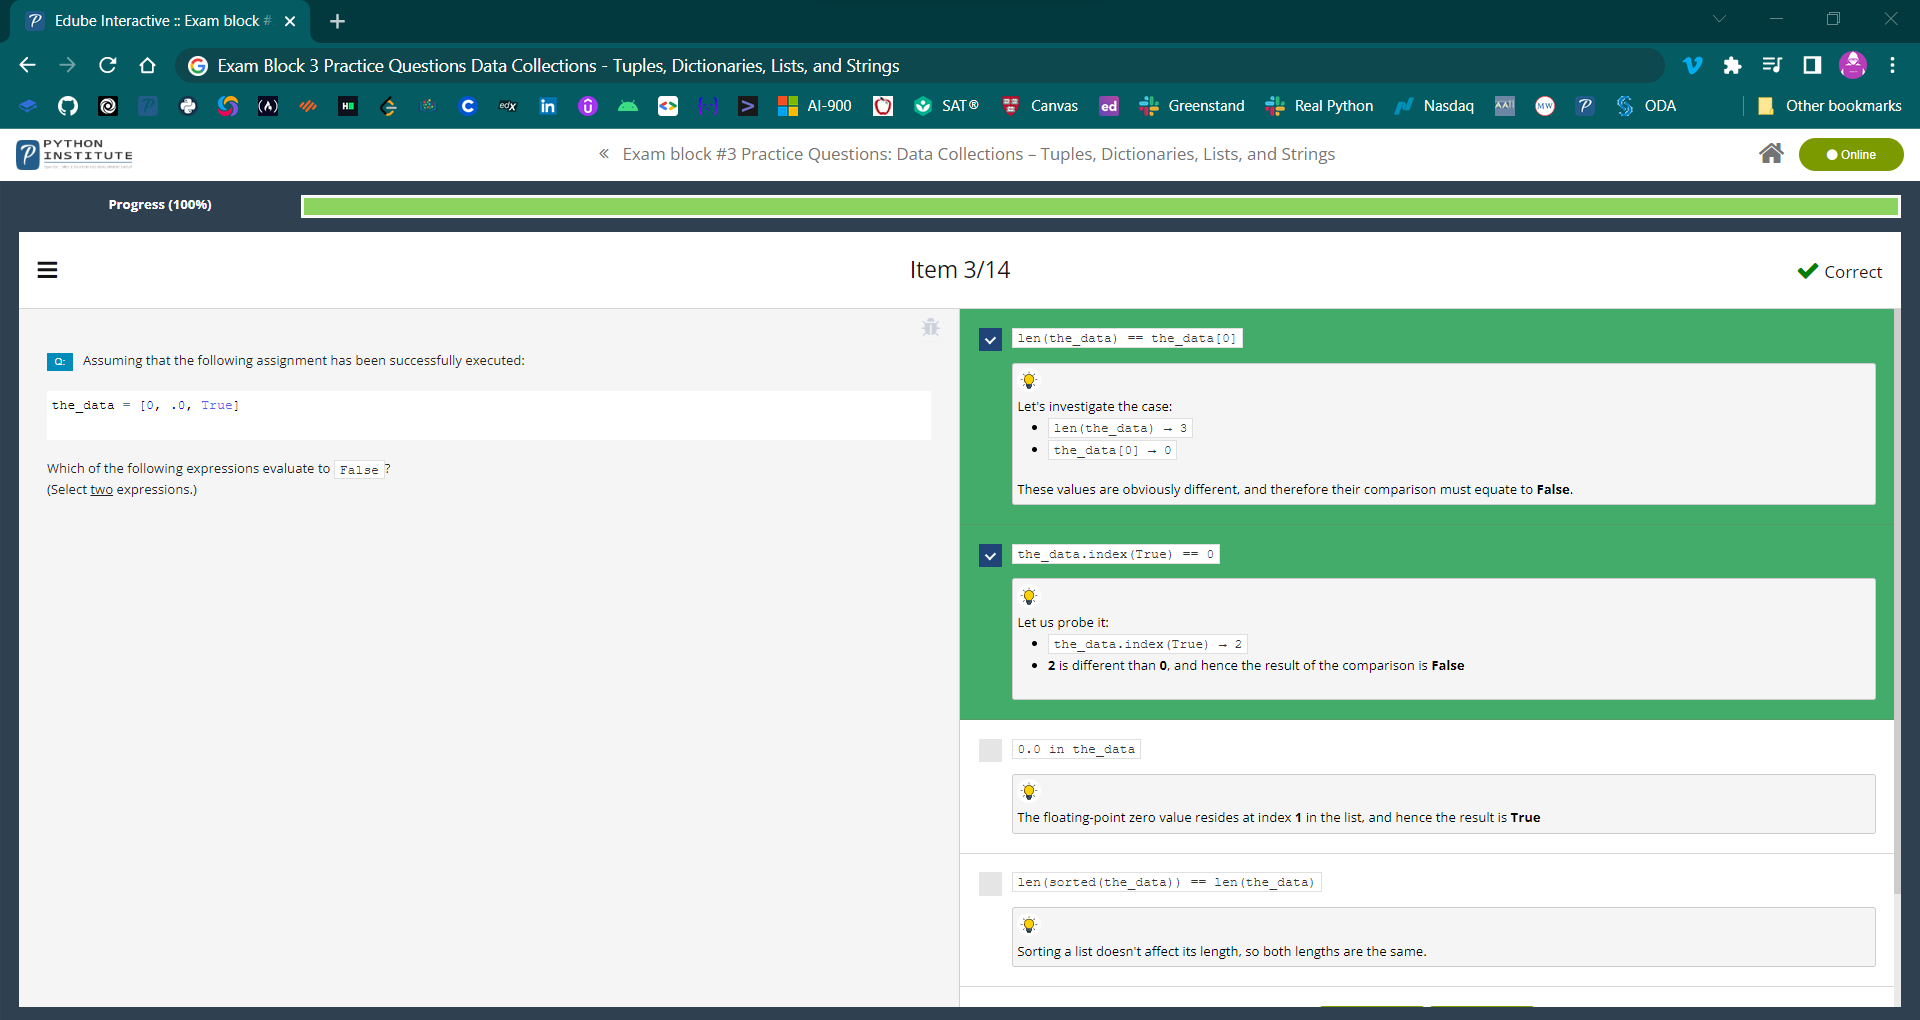 Edube Interactive :: Exam block #
Exam Block 3 Practice Questions Data Collections - Tuples, Dictionaries, Lists, and Strings
AI-900
SAT®
Canvas
ed
Greenstand
Real Python
Nasdaq
ODA
Other bookmarks
PYTHON
INSTITUTE
« Exam block #3 Practice Questions: Data Collections – Tuples, Dictionaries, Lists, and Strings
Online
Progress (100%)
Item 3/14
Correct
Q: Assuming that the following assignment has been successfully executed:
the_data = [0, .0, True]
Which of the following expressions evaluate to False ?
(Select two expressions.)
len(the_data) == the_data[0]
Let's investigate the case:
• len(the_data) → 3
• the_data[0] → 0
These values are obviously different, and therefore their comparison must equate to False.
the_data.index(True) == 0
Let us probe it:
• the_data.index(True) → 2
• 2 is different than 0, and hence the result of the comparison is False
0.0 in the_data
The floating-point zero value resides at index 1 in the list, and hence the result is True
len(sorted(the_data)) == len(the_data)
Sorting a list doesn't affect its length, so both lengths are the same.